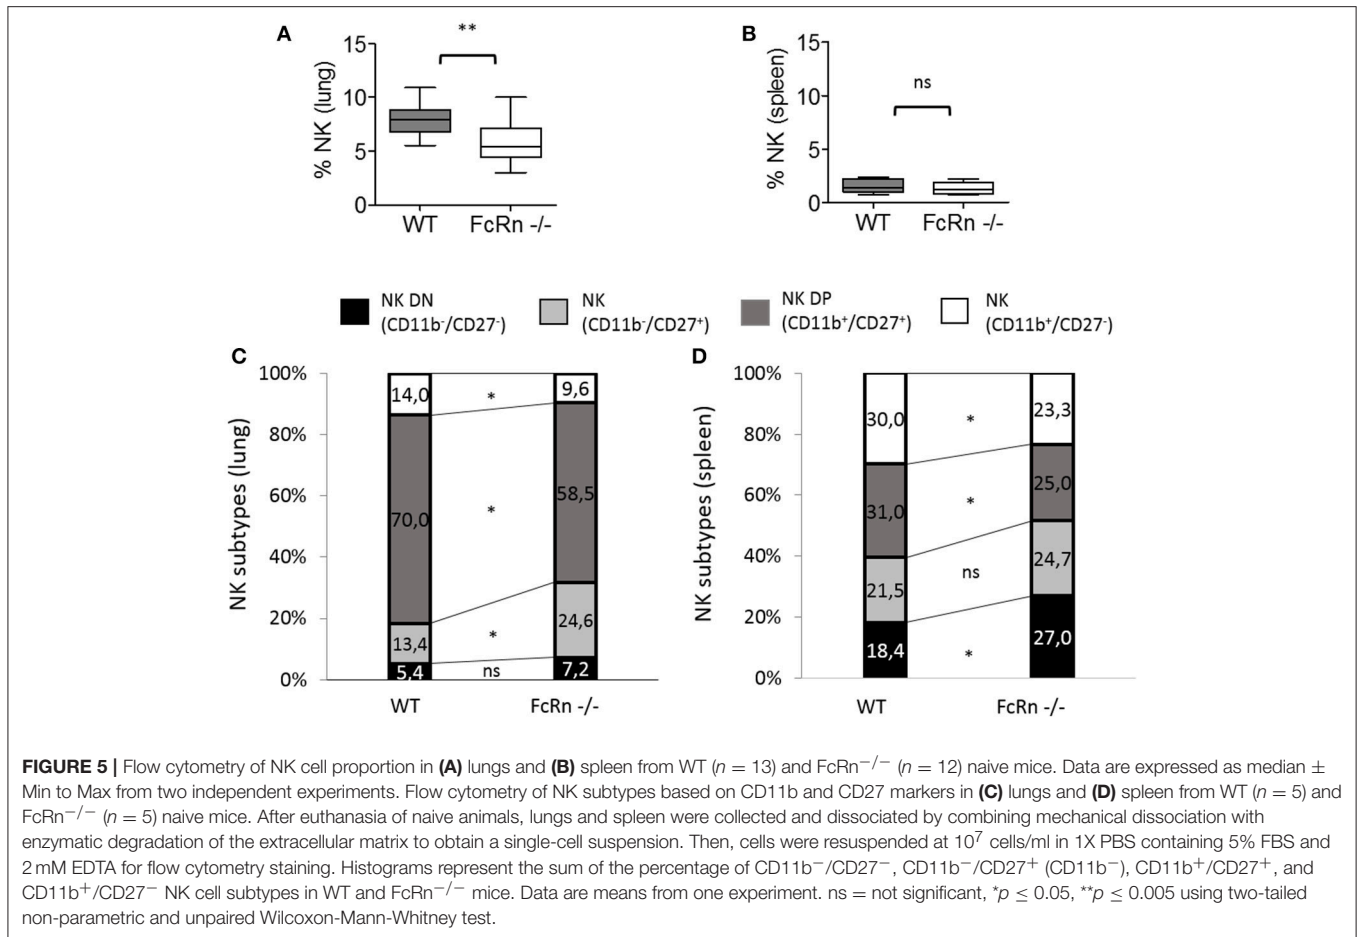 A
**
15
10
5
0
% NK (lung)
WT
FcRn -/-
B
ns
15
10
5
0
% NK (spleen)
WT
FcRn -/-
NK DN
(CD11b⁻/CD27⁻)
NK
(CD11b⁻/CD27⁺)
NK DP
(CD11b⁺/CD27⁺)
NK
(CD11b⁺/CD27⁻)
C
100%
80%
60%
40%
20%
0%
NK subtypes (lung)
14,0
70,0
13,4
5,4
*
*
*
ns
9,6
58,5
24,6
7,2
WT
FcRn -/-
D
100%
80%
60%
40%
20%
0%
NK subtypes (spleen)
30,0
31,0
21,5
18,4
*
*
ns
*
23,3
25,0
24,7
27,0
WT
FcRn -/-
FIGURE 5 | Flow cytometry of NK cell proportion in (A) lungs and (B) spleen from WT (n = 13) and FcRn⁻/⁻ (n = 12) naive mice. Data are expressed as median ±
Min to Max from two independent experiments. Flow cytometry of NK subtypes based on CD11b and CD27 markers in (C) lungs and (D) spleen from WT (n = 5) and
FcRn⁻/⁻ (n = 5) naive mice. After euthanasia of naive animals, lungs and spleen were collected and dissociated by combining mechanical dissociation with
enzymatic degradation of the extracellular matrix to obtain a single-cell suspension. Then, cells were resuspended at 10⁷ cells/ml in 1X PBS containing 5% FBS and
2 mM EDTA for flow cytometry staining. Histograms represent the sum of the percentage of CD11b⁻/CD27⁻, CD11b⁻/CD27⁺ (CD11b⁻), CD11b⁺/CD27⁺, and
CD11b⁺/CD27⁻ NK cell subtypes in WT and FcRn⁻/⁻ mice. Data are means from one experiment. ns = not significant, *p ≤ 0.05, **p ≤ 0.005 using two-tailed
non-parametric and unpaired Wilcoxon-Mann-Whitney test.